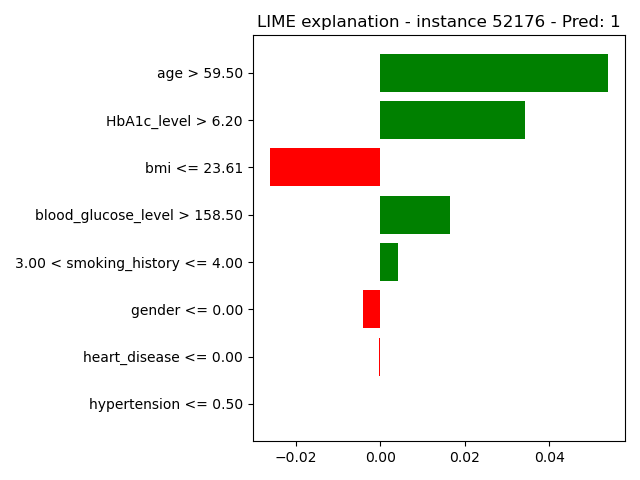 LIME explanation - instance 52176 - Pred: 1
age > 59.50
HbA1c_level > 6.20
bmi <= 23.61
blood_glucose_level > 158.50
3.00 < smoking_history <= 4.00
gender <= 0.00
heart_disease <= 0.00
hypertension <= 0.50
−0.02 0.00 0.02 0.04